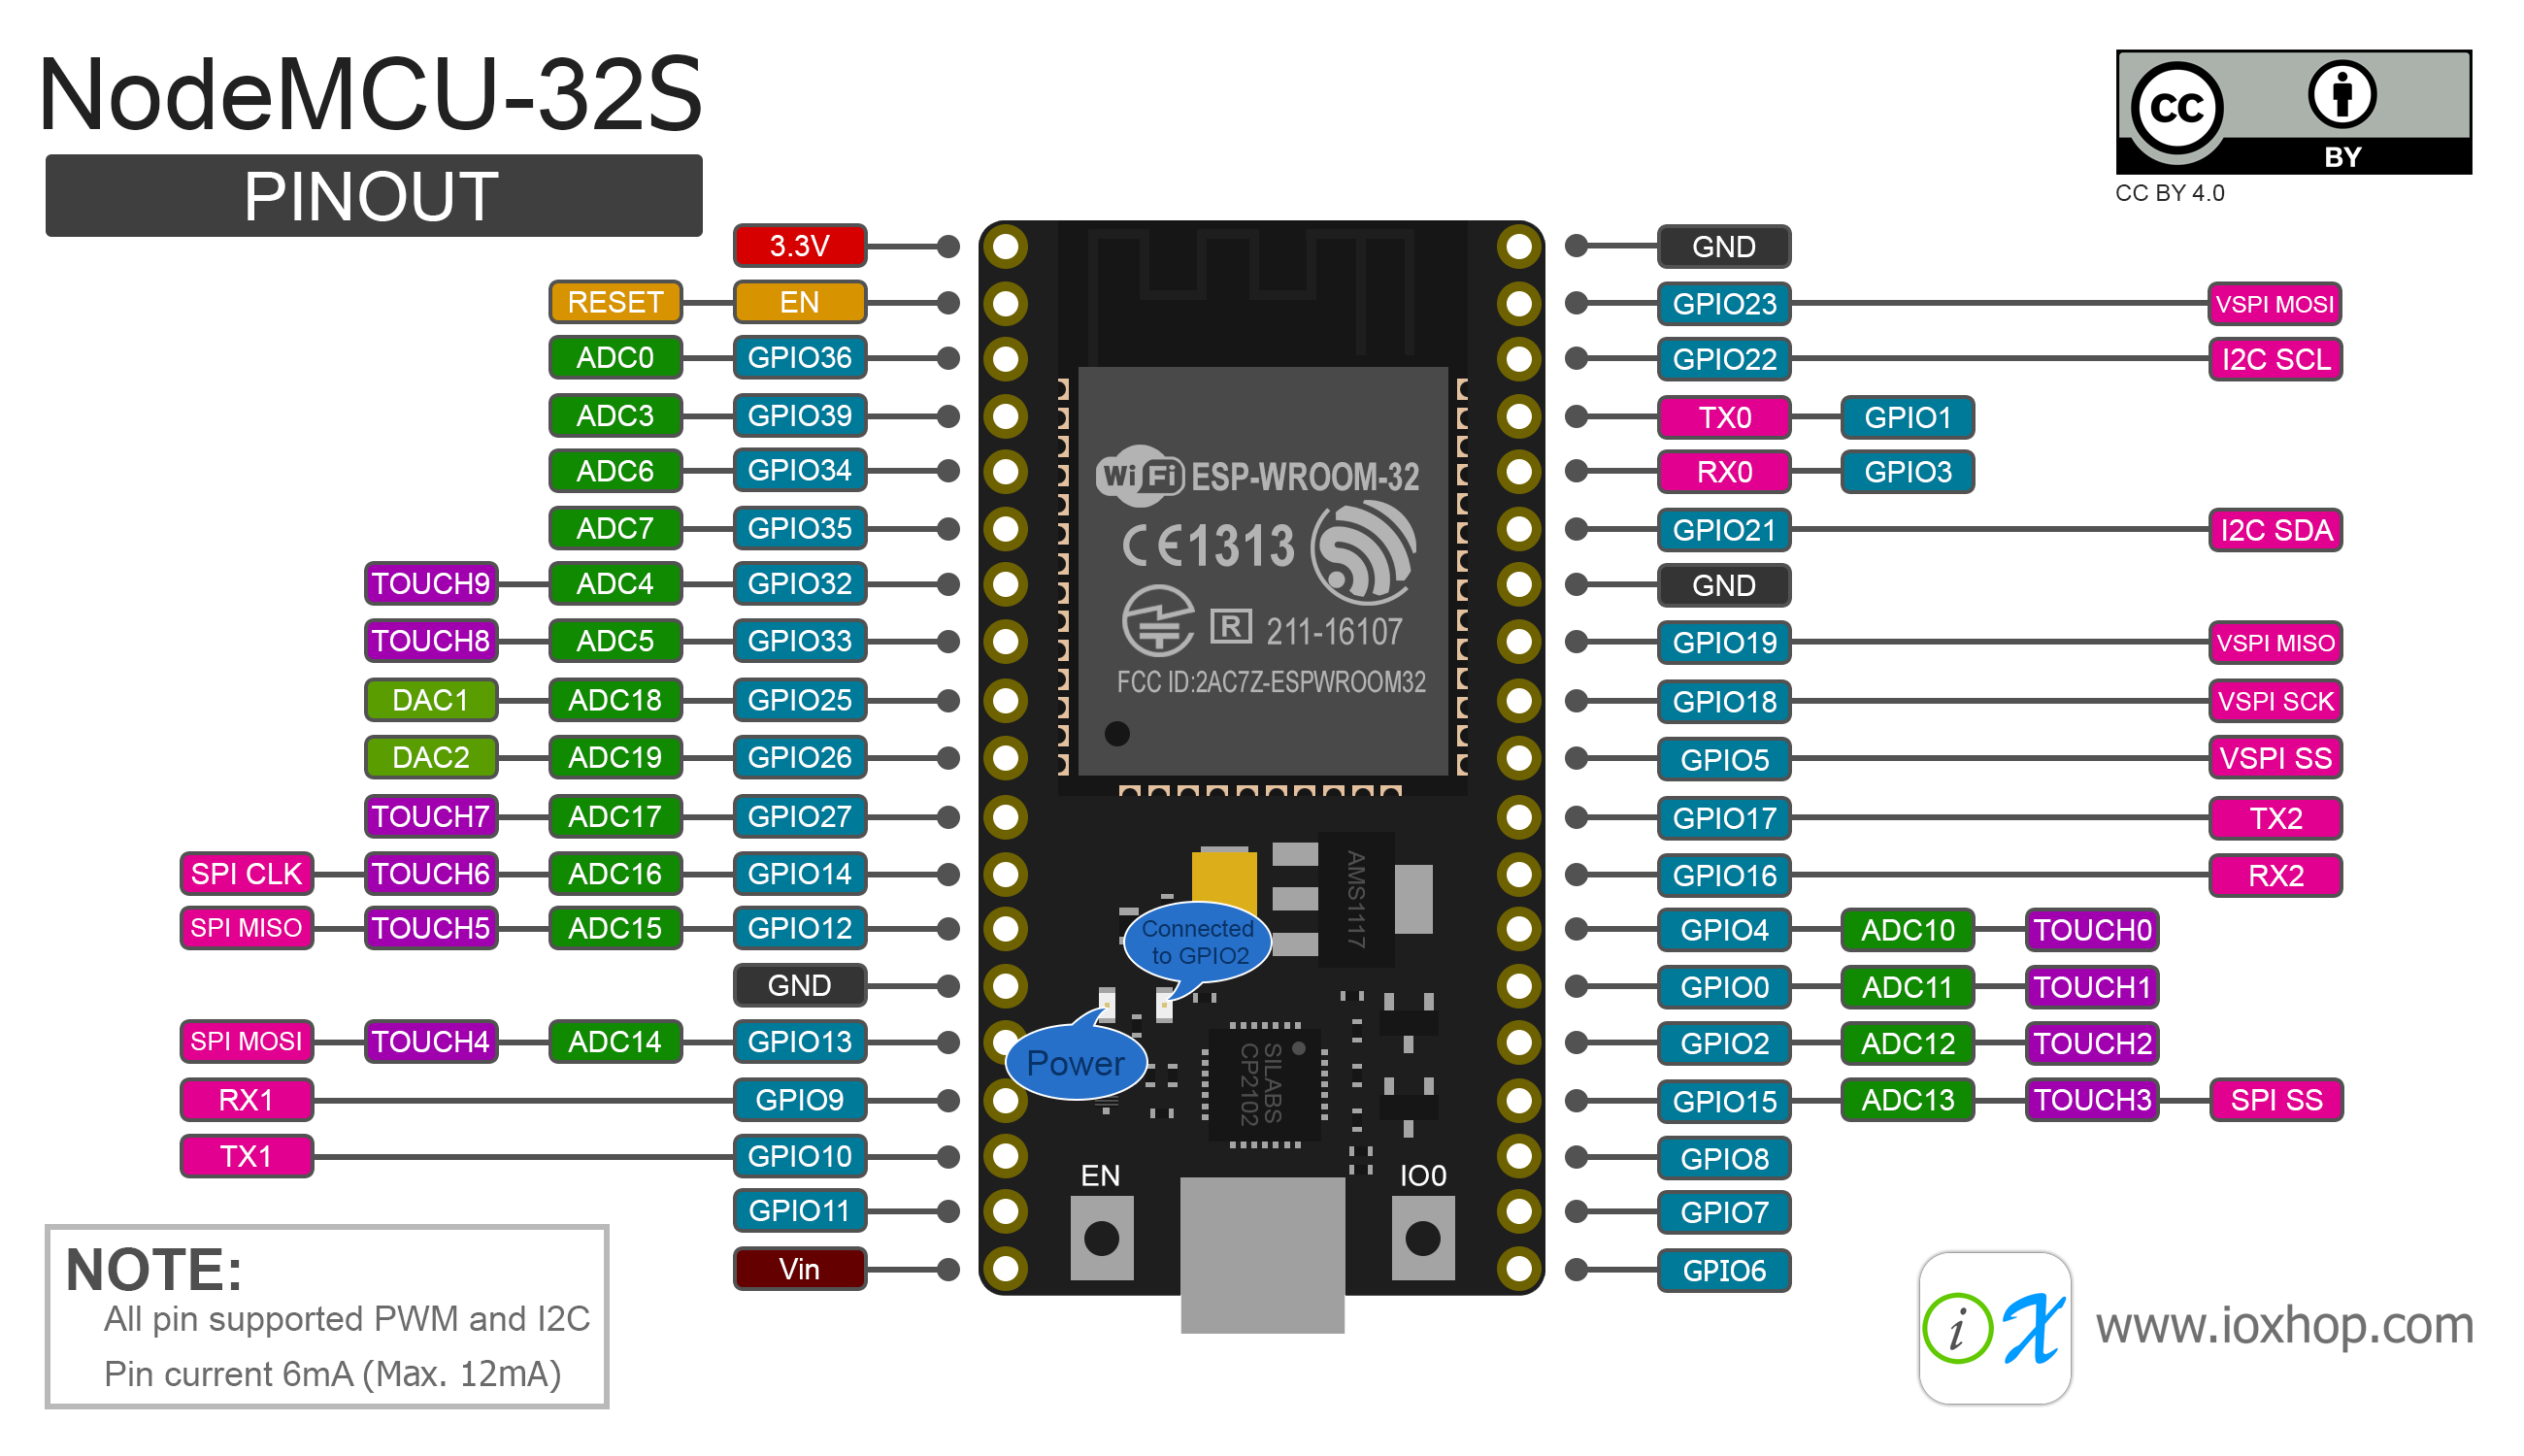 NodeMCU-32S
PINOUT
CC
BY
CC BY 4.0
3.3V
RESET EN
ADC0 GPIO36
ADC3 GPIO39
ADC6 GPIO34
ADC7 GPIO35
TOUCH9 ADC4 GPIO32
TOUCH8 ADC5 GPIO33
DAC1 ADC18 GPIO25
DAC2 ADC19 GPIO26
TOUCH7 ADC17 GPIO27
SPI CLK TOUCH6 ADC16 GPIO14
SPI MISO TOUCH5 ADC15 GPIO12
GND
SPI MOSI TOUCH4 ADC14 GPIO13
RX1 GPIO9
TX1 GPIO10
GPIO11
Vin
WiFi ESP-WROOM-32
CE1313
R 211-16107
FCC ID:2AC7Z-ESPWROOM32
AMS1117
Connected
to GPIO2
Power
SILABS
CP2102
EN IO0
GND
GPIO23 VSPI MOSI
GPIO22 I2C SCL
TX0 GPIO1
RX0 GPIO3
GPIO21 I2C SDA
GND
GPIO19 VSPI MISO
GPIO18 VSPI SCK
GPIO5 VSPI SS
GPIO17 TX2
GPIO16 RX2
GPIO4 ADC10 TOUCH0
GPIO0 ADC11 TOUCH1
GPIO2 ADC12 TOUCH2
GPIO15 ADC13 TOUCH3 SPI SS
GPIO8
GPIO7
GPIO6
NOTE:
All pin supported PWM and I2C
Pin current 6mA (Max. 12mA)
iX www.ioxhop.com